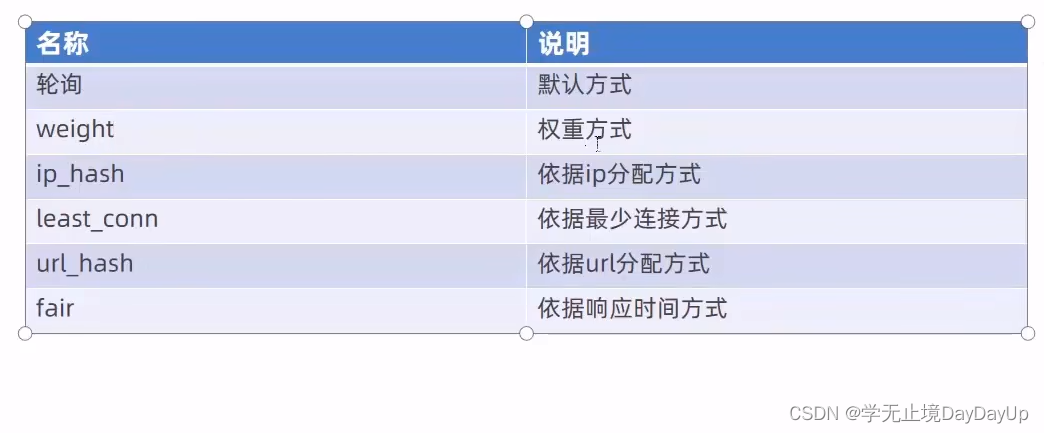 名称 说明
轮询 默认方式
weight 权重方式
ip_hash 依据ip分配方式
least_conn 依据最少连接方式
url_hash 依据url分配方式
fair 依据响应时间方式
CSDN @学无止境DayDayUp